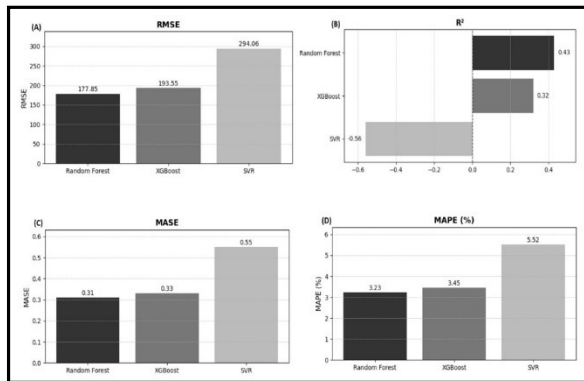 (A)
RMSE
300
250
200
150
100
50
0
RMSE
177.85
193.55
294.06
Random Forest
XGBoost
SVR
(B)
R²
Random Forest
XGBoost
SVR
0.43
0.32
-0.56
−0.6
−0.4
−0.2
0.0
0.2
0.4
(C)
MASE
0.6
0.5
0.4
0.3
0.2
0.1
0.0
MASE
0.31
0.33
0.55
Random Forest
XGBoost
SVR
(D)
MAPE (%)
6
5
4
3
2
1
0
MAPE (%)
3.23
3.45
5.52
Random Forest
XGBoost
SVR